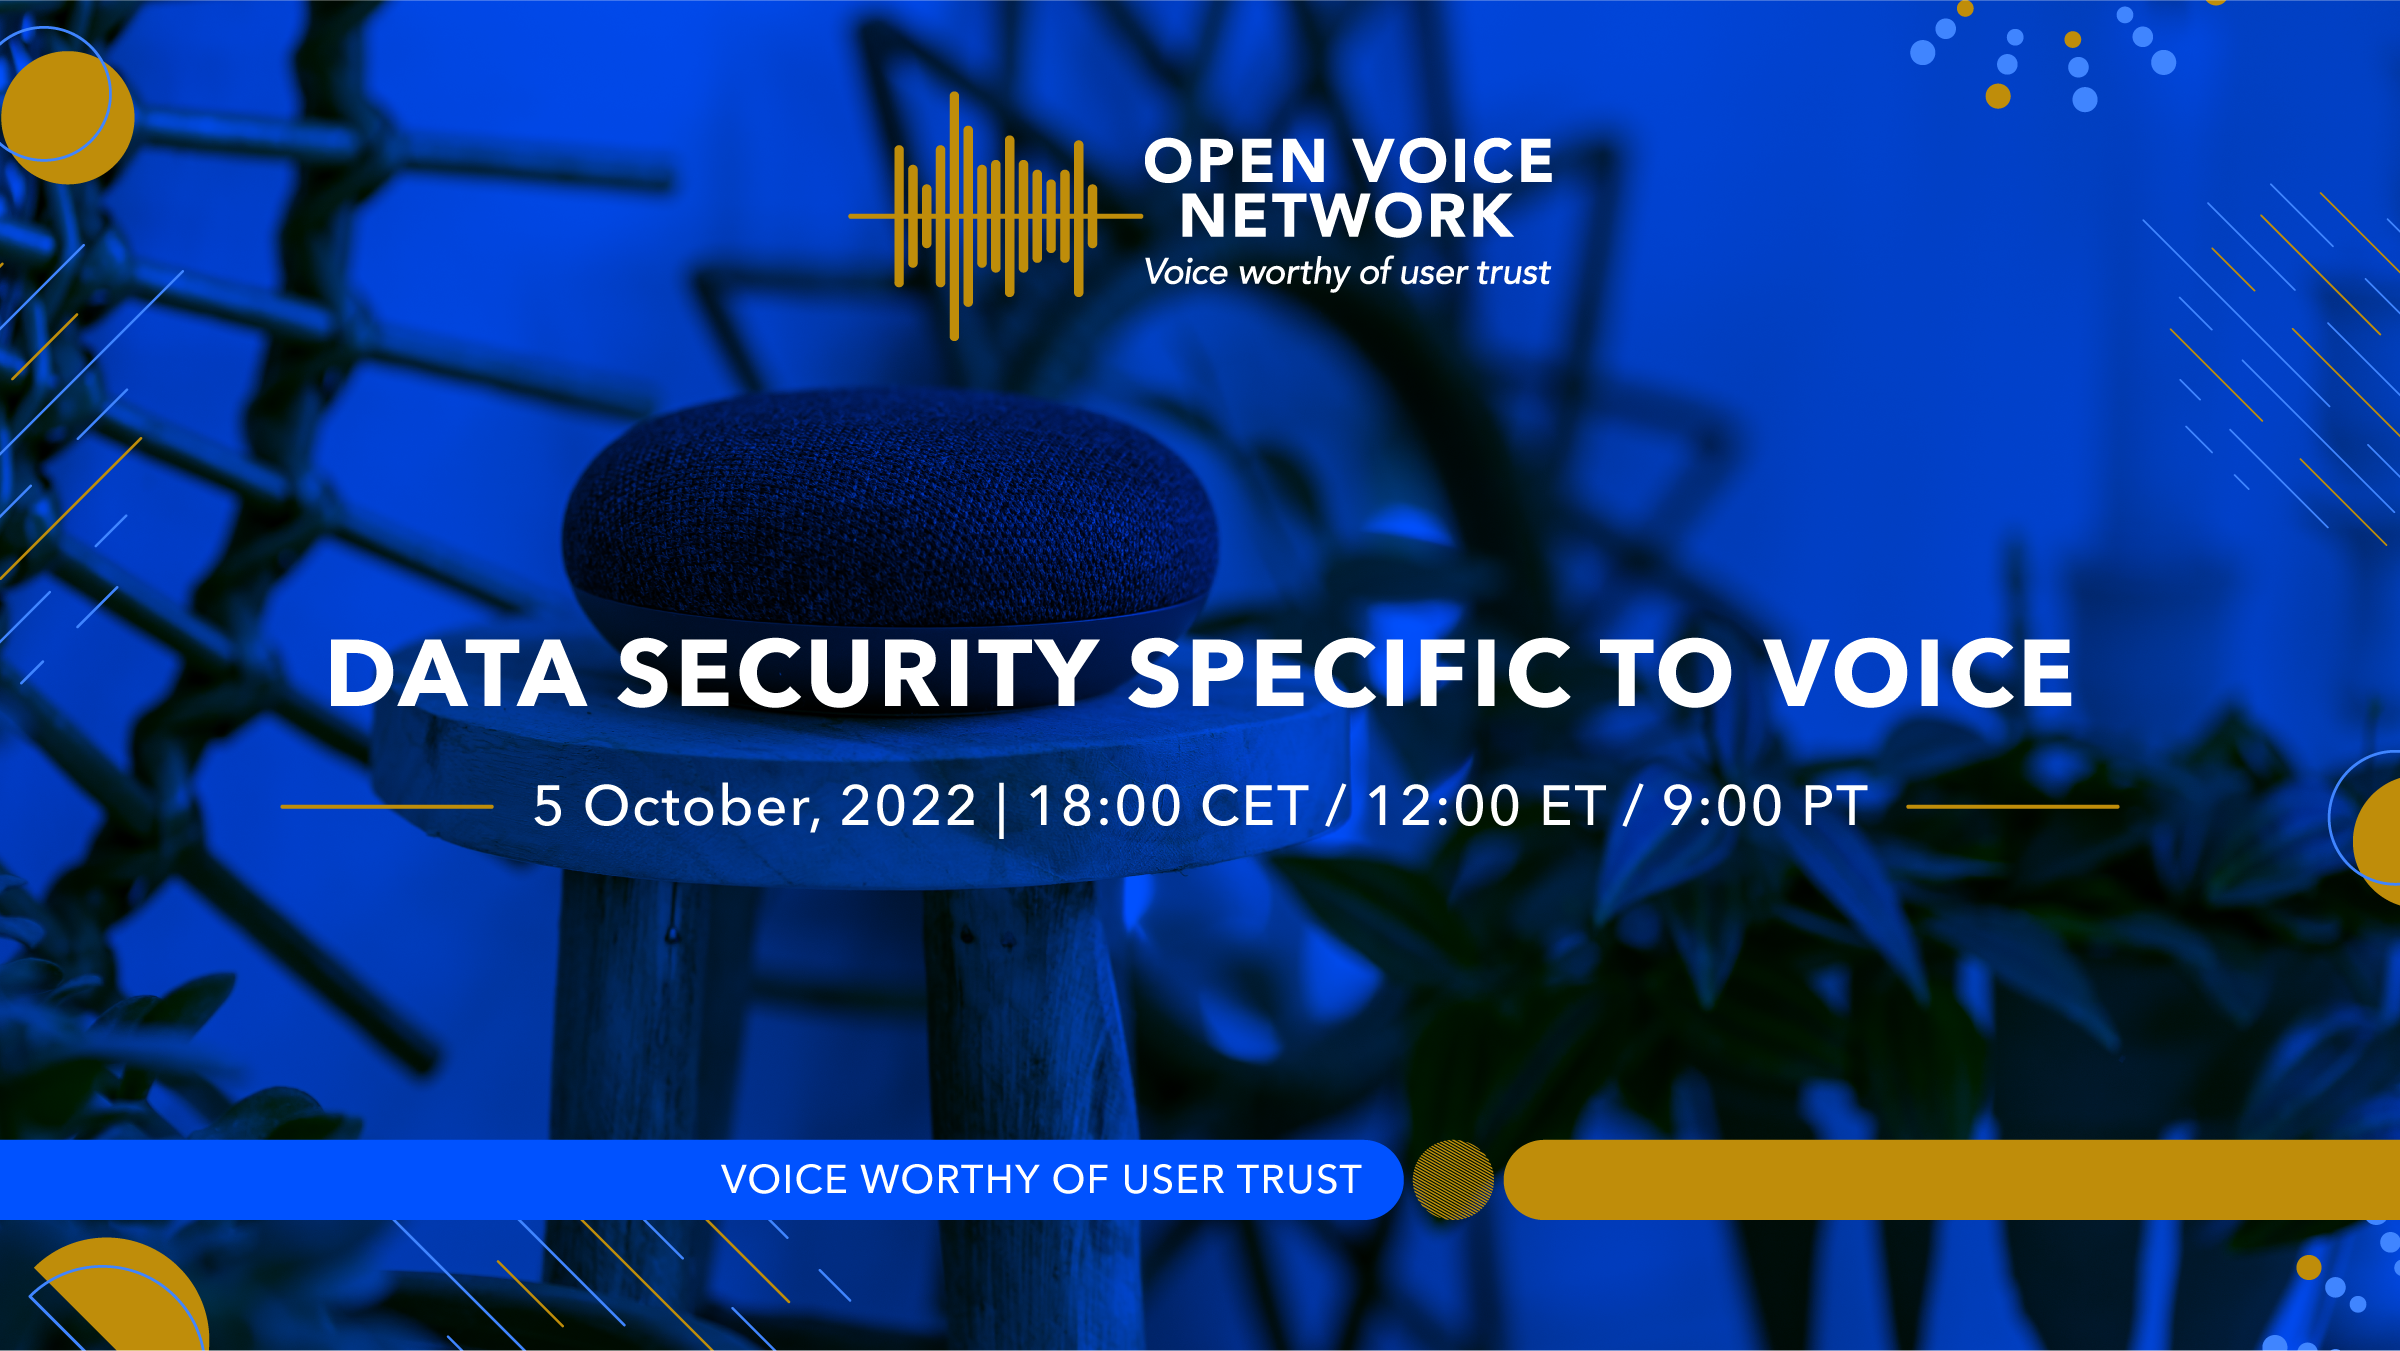 OPEN VOICE
NETWORK
Voice worthy of user trust
DATA SECURITY SPECIFIC TO VOICE
5 October, 2022 | 18:00 CET / 12:00 ET / 9:00 PT
VOICE WORTHY OF USER TRUST